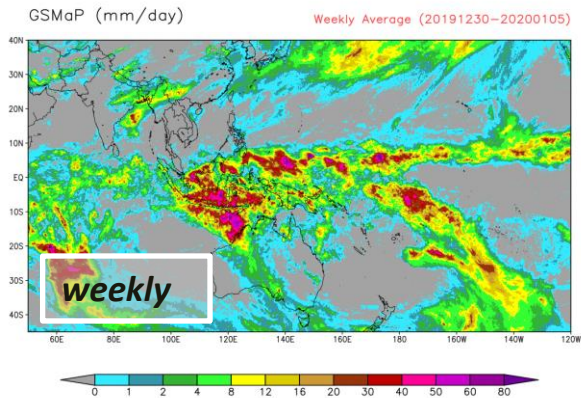 GSMaP (mm/day)
Weekly Average (20191230-20200105)
40N
30N
20N
10N
EQ
10S
20S
30S
40S
weekly
60E 80E 100E 120E 140E 160E 180 160W 140W 120W
0 1 2 4 8 12 16 20 30 40 50 60 80